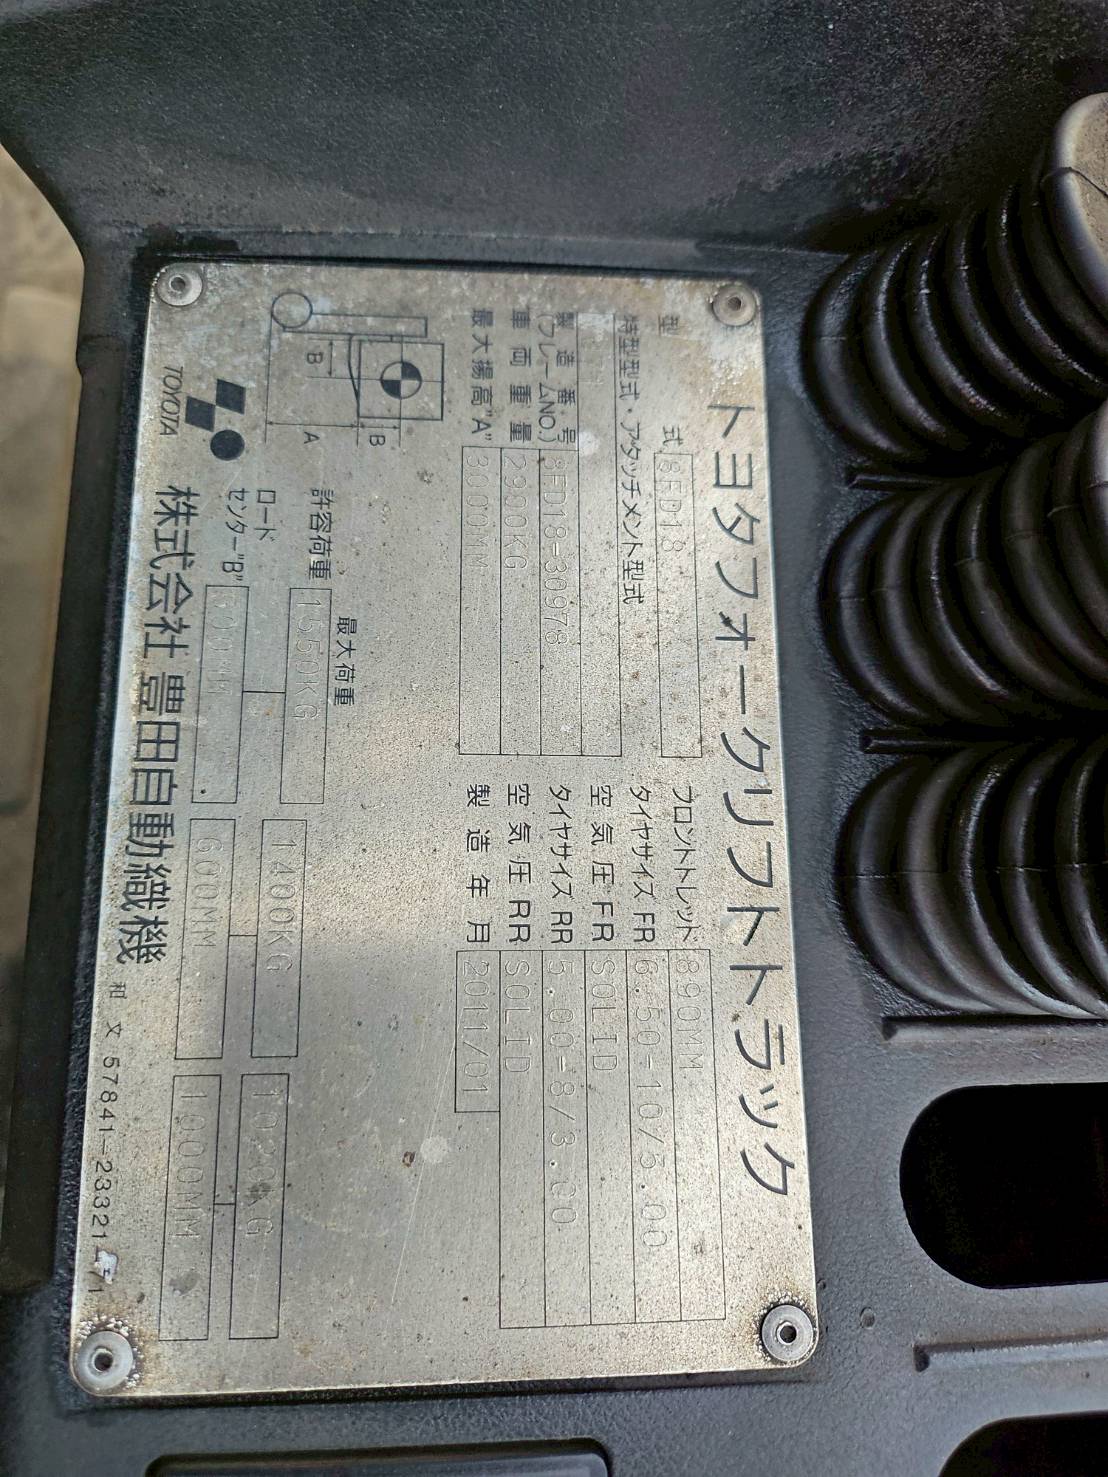 トヨタフォークリフトトラック
型式 8FD18
特型型式・アタッチメント型式
製造番号
(フレームNO.) 8FD18-30978
車両重量 2900KG
最大揚高"A" 3000MM
フロントトレッド 890MM
タイヤサイズ FR 6.50-10/5.00
空気圧 FR SOLID
タイヤサイズ RR 5.00-8/3.00
空気圧 RR SOLID
製造年月 2011/01
B
B
A
最大荷重
許容荷重 1550KG 1400KG 1020KG
ロード
センター"B" 500MM 600MM 1000MM
TOYOTA
株式会社 豊田自動織機
和文 57841-23321-71